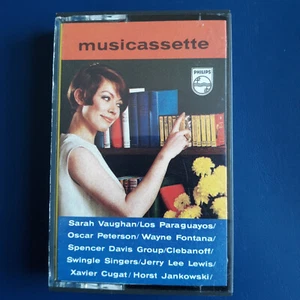 musicassette
PHILIPS
Sarah Vaughan/Los Paraguayos/
Oscar Peterson/Wayne Fontana/
Spencer Davis Group/Clebanoff/
Swingle Singers/Jerry Lee Lewis/
Xavier Cugat/Horst Jankowski/